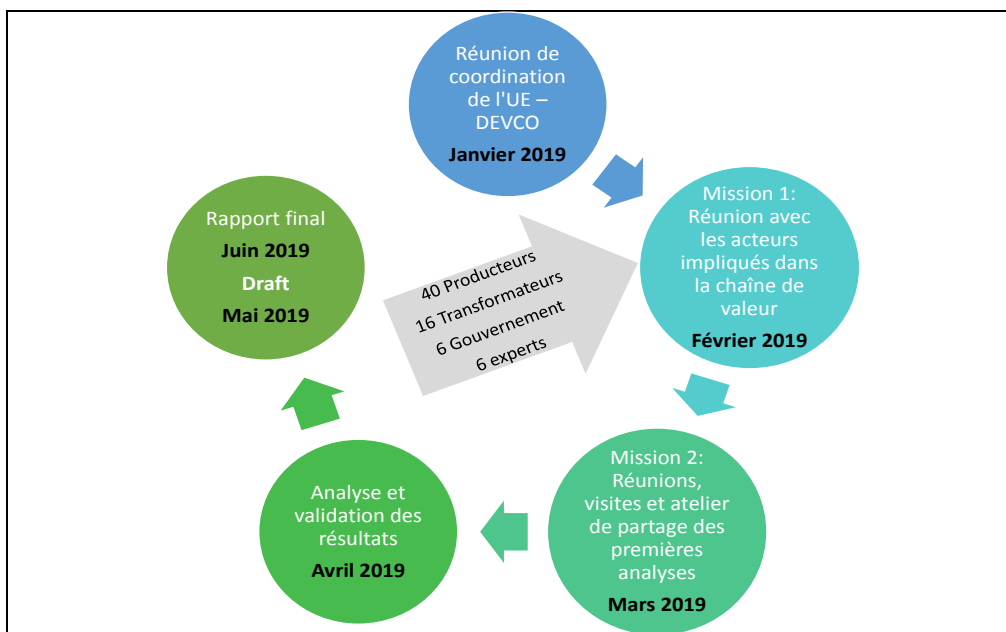 Réunion de
coordination
de l'UE –
DEVCO
Janvier 2019
Mission 1:
Réunion avec
les acteurs
impliqués dans
la chaîne de
valeur
Février 2019
Mission 2:
Réunions,
visites et atelier
de partage des
premières
analyses
Mars 2019
Analyse et
validation des
résultats
Avril 2019
Rapport final
Juin 2019
Draft
Mai 2019
40 Producteurs
16 Transformateurs
6 Gouvernement
6 experts